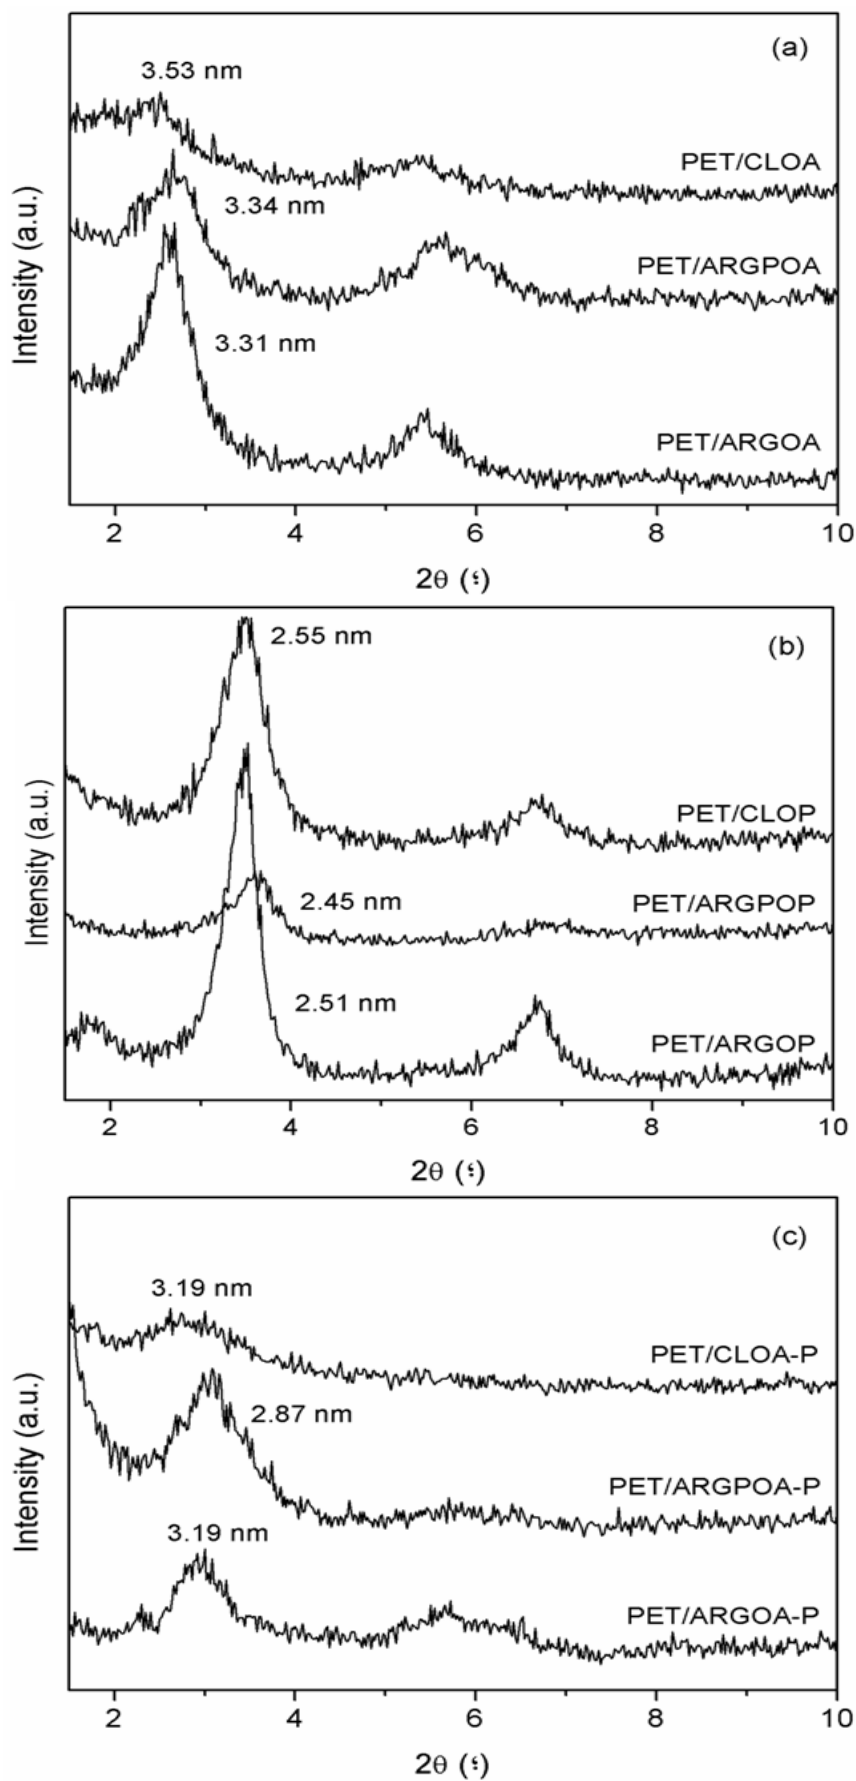 (a)
3.53 nm
PET/CLOA
3.34 nm
PET/ARGPOA
3.31 nm
PET/ARGOA
Intensity (a.u.)
2 4 6 8 10
2θ (؛)
(b)
2.55 nm
PET/CLOP
2.45 nm
PET/ARGPOP
2.51 nm
PET/ARGOP
Intensity (a.u.)
2 4 6 8 10
2θ (؛)
(c)
3.19 nm
PET/CLOA-P
2.87 nm
PET/ARGPOA-P
3.19 nm
PET/ARGOA-P
Intensity (a.u.)
2 4 6 8 10
2θ (؛)